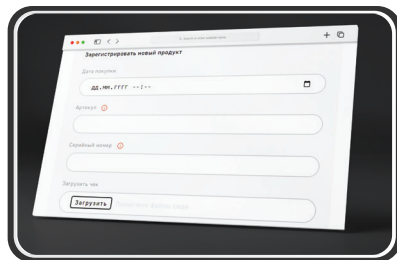 Зарегистрировать новый продукт
Дата покупки
дд.мм.гггг --:--
Артикул
Серийный номер
Загрузить чек
Загрузить